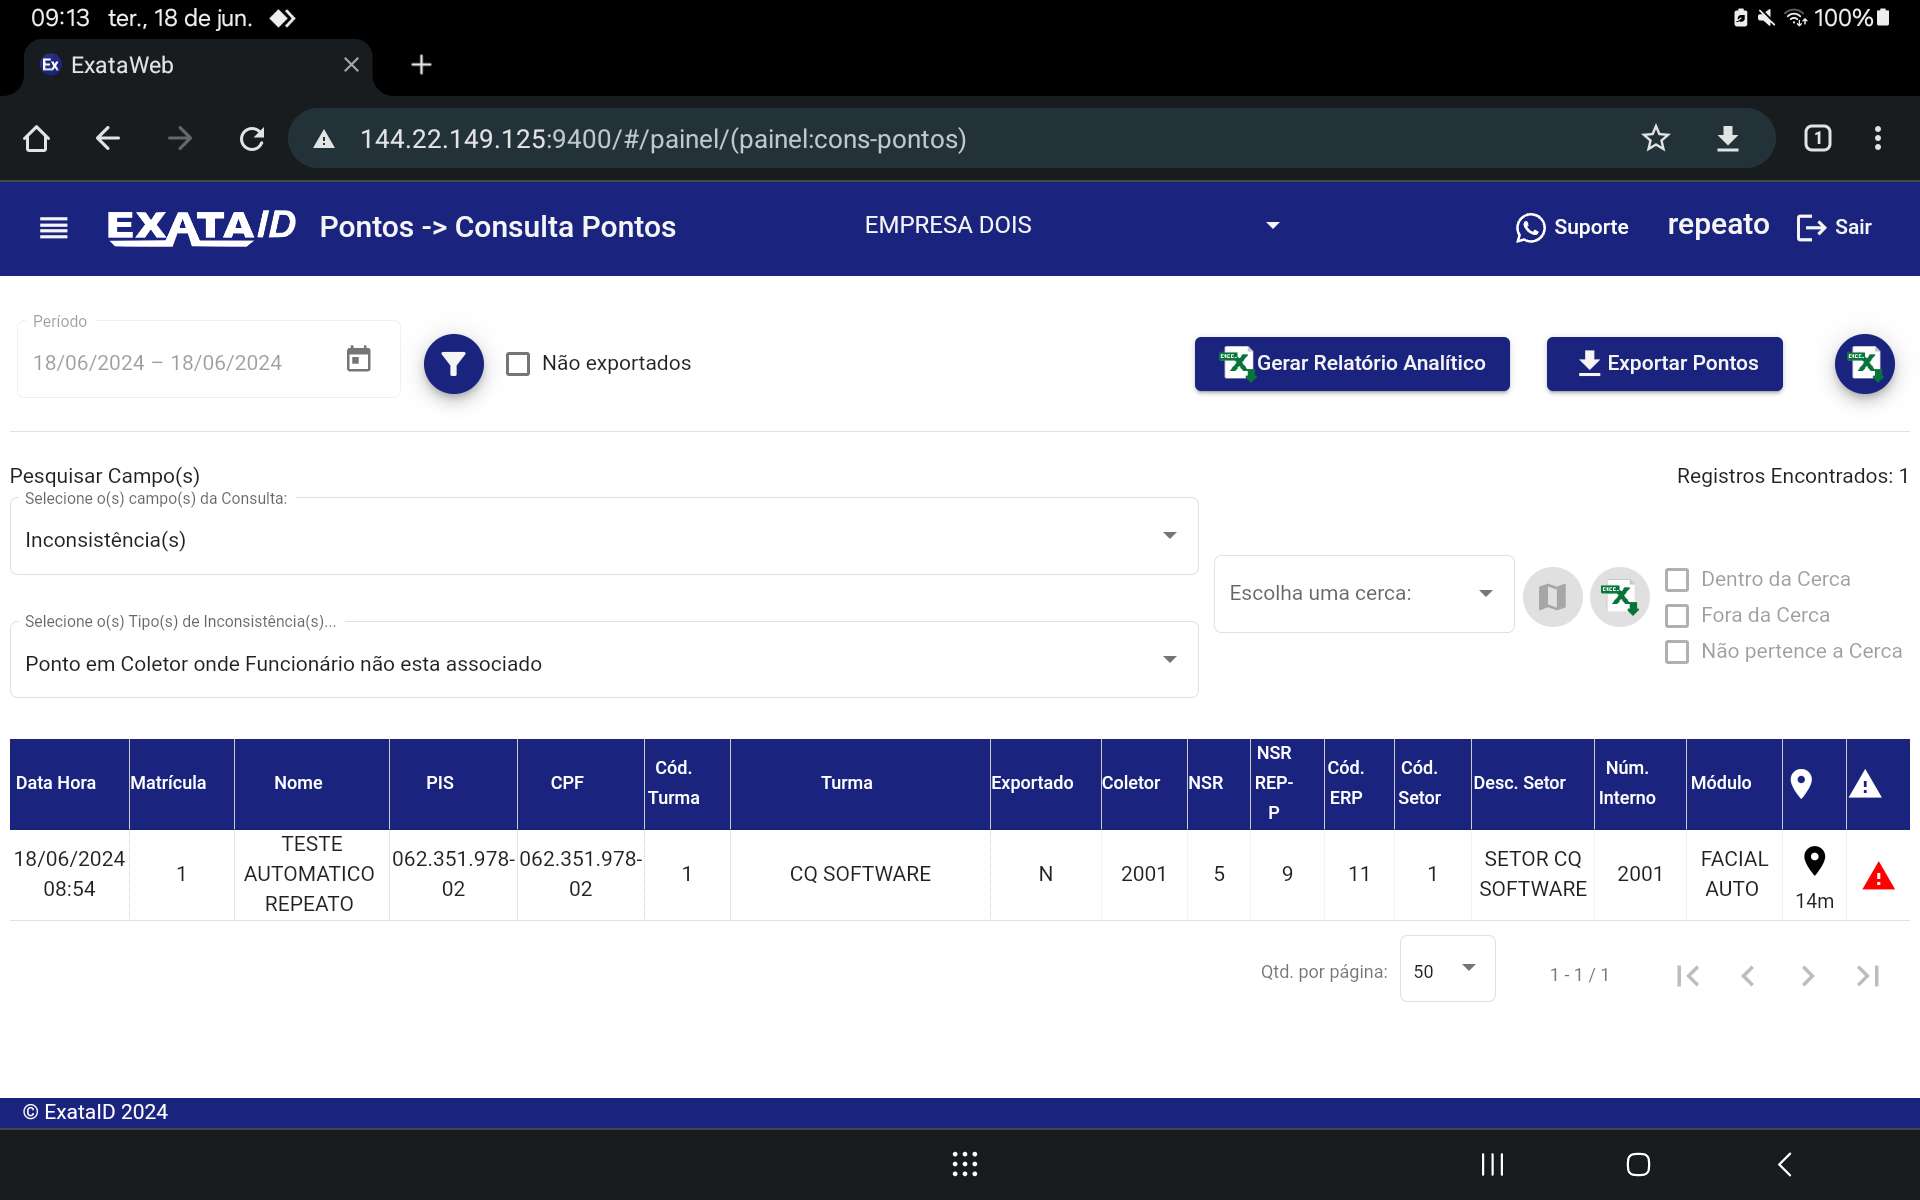 09:13 ter., 18 de jun.
100%
Ex ExataWeb
144.22.149.125:9400/#/painel/(painel:cons-pontos)
1
EXATA ID Pontos -> Consulta Pontos
EMPRESA DOIS
Suporte
repeato
Sair
Período
18/06/2024 – 18/06/2024
Não exportados
Gerar Relatório Analítico
Exportar Pontos
Pesquisar Campo(s)
Registros Encontrados: 1
Selecione o(s) campo(s) da Consulta:
Inconsistência(s)
Selecione o(s) Tipo(s) de Inconsistência(s)...
Ponto em Coletor onde Funcionário não esta associado
Escolha uma cerca:
Dentro da Cerca
Fora da Cerca
Não pertence a Cerca
Data Hora
Matrícula
Nome
PIS
CPF
Cód.
Turma
Turma
Exportado
Coletor
NSR
NSR
REP-
P
Cód.
ERP
Cód.
Setor
Desc. Setor
Núm.
Interno
Módulo
18/06/2024
08:54
1
TESTE
AUTOMATICO
REPEATO
062.351.978-
02
062.351.978-
02
1
CQ SOFTWARE
N
2001
5
9
11
1
SETOR CQ
SOFTWARE
2001
FACIAL
AUTO
14m
Qtd. por página:
50
1 - 1 / 1
© ExataID 2024